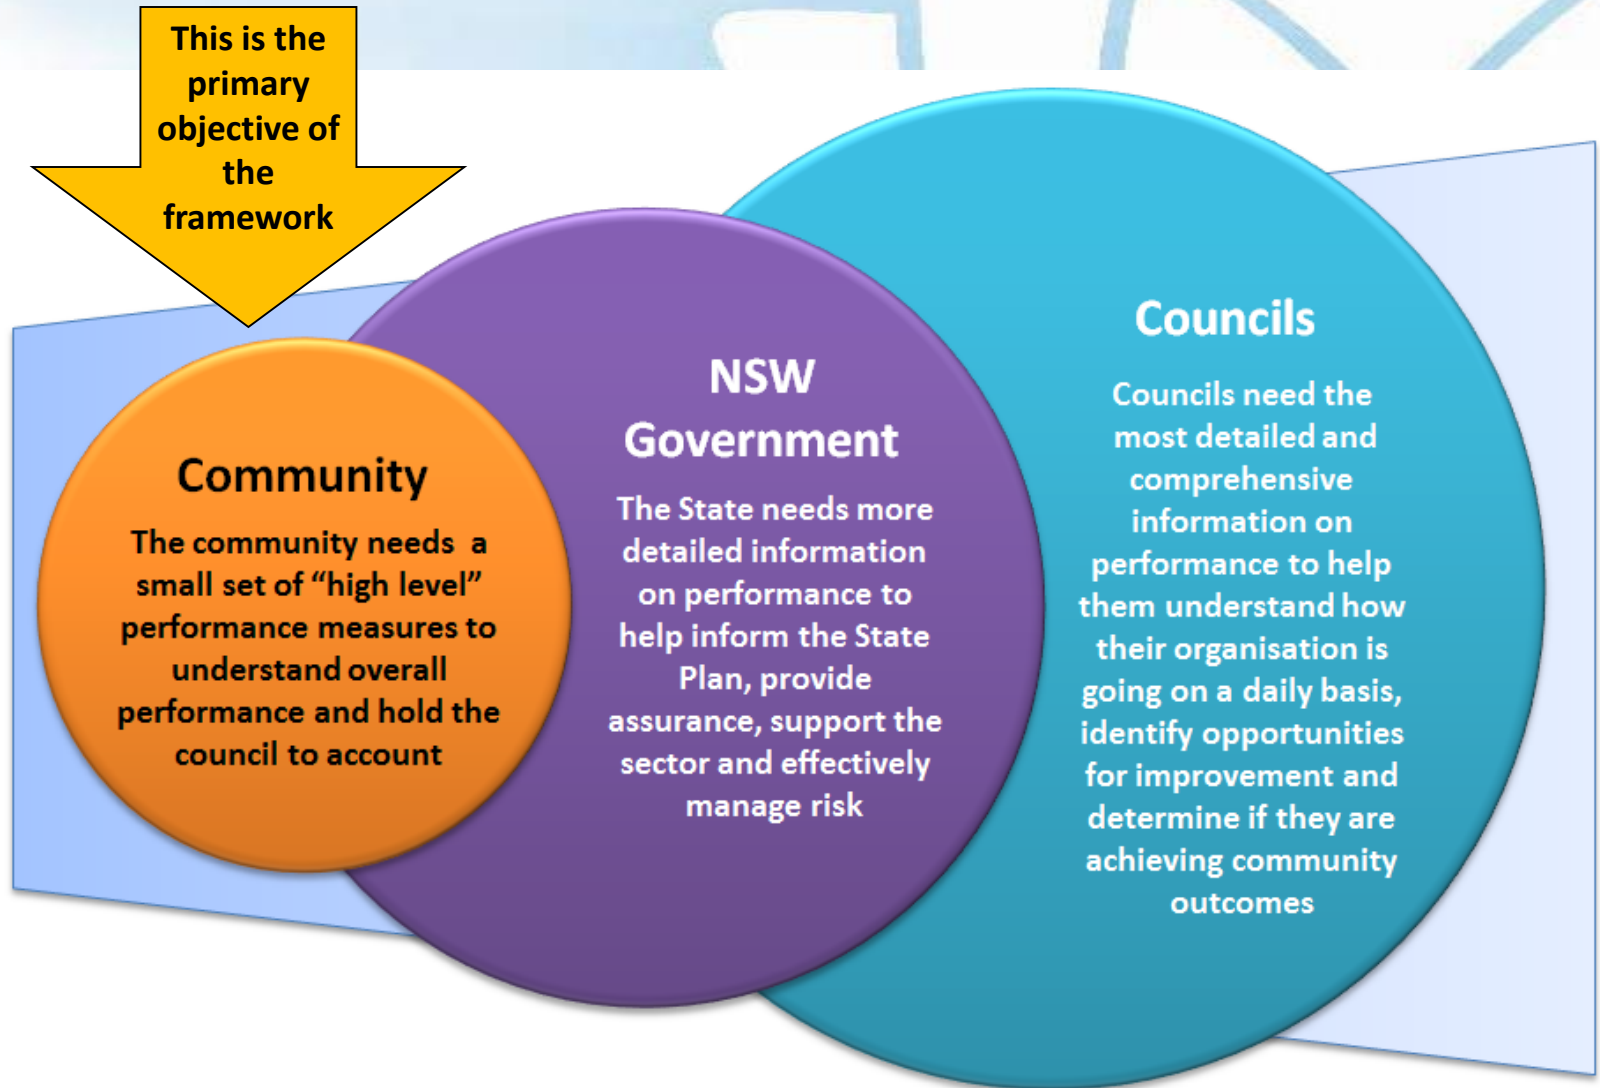 This is the
primary
objective of
the
framework
Community
The community needs a
small set of “high level”
performance measures to
understand overall
performance and hold the
council to account
NSW
Government
The State needs more
detailed information
on performance to
help inform the State
Plan, provide
assurance, support the
sector and effectively
manage risk
Councils
Councils need the
most detailed and
comprehensive
information on
performance to help
them understand how
their organisation is
going on a daily basis,
identify opportunities
for improvement and
determine if they are
achieving community
outcomes